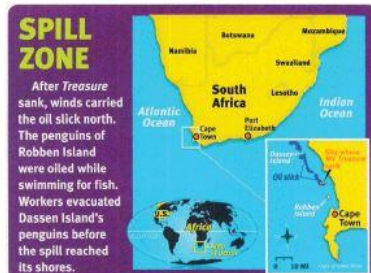 SPILL
ZONE
After Treasure
sank, winds carried
the oil slick north.
The penguins of
Robben Island
were oiled while
swimming for fish.
Workers evacuated
Dassen Island's
penguins before
the spill reached
its shores.
Namibia
Botswana
Mozambique
Swaziland
South
Africa
Lesotho
Atlantic
Ocean
Indian
Ocean
Cape
Town
Port
Elizabeth
Africa
U.S.
Dassen
Island
Site where
MV Treasure
sank
Oil slick
Robben
Island
Cape
Town
0
10 MI